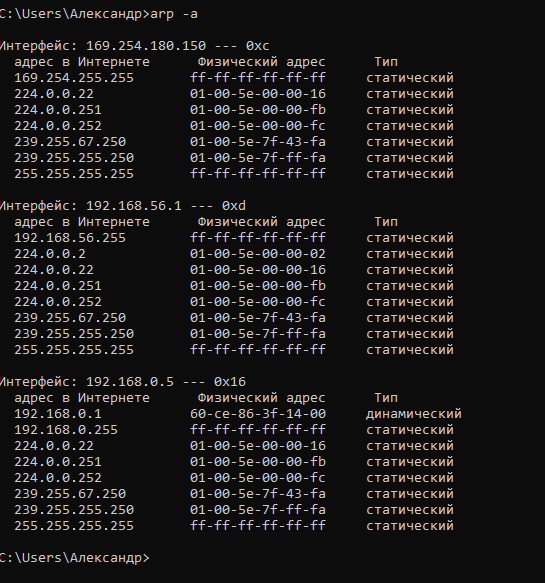 C:\Users\Александр>arp -a
Интерфейс: 169.254.180.150 --- 0xc
адрес в Интернете Физический адрес Тип
169.254.255.255 ff-ff-ff-ff-ff-ff статический
224.0.0.22 01-00-5e-00-00-16 статический
224.0.0.251 01-00-5e-00-00-fb статический
224.0.0.252 01-00-5e-00-00-fc статический
239.255.67.250 01-00-5e-7f-43-fa статический
239.255.255.250 01-00-5e-7f-ff-fa статический
255.255.255.255 ff-ff-ff-ff-ff-ff статический
Интерфейс: 192.168.56.1 --- 0xd
адрес в Интернете Физический адрес Тип
192.168.56.255 ff-ff-ff-ff-ff-ff статический
224.0.0.2 01-00-5e-00-00-02 статический
224.0.0.22 01-00-5e-00-00-16 статический
224.0.0.251 01-00-5e-00-00-fb статический
224.0.0.252 01-00-5e-00-00-fc статический
239.255.67.250 01-00-5e-7f-43-fa статический
239.255.255.250 01-00-5e-7f-ff-fa статический
255.255.255.255 ff-ff-ff-ff-ff-ff статический
Интерфейс: 192.168.0.5 --- 0x16
адрес в Интернете Физический адрес Тип
192.168.0.1 60-ce-86-3f-14-00 динамический
192.168.0.255 ff-ff-ff-ff-ff-ff статический
224.0.0.22 01-00-5e-00-00-16 статический
224.0.0.251 01-00-5e-00-00-fb статический
224.0.0.252 01-00-5e-00-00-fc статический
239.255.67.250 01-00-5e-7f-43-fa статический
239.255.255.250 01-00-5e-7f-ff-fa статический
255.255.255.255 ff-ff-ff-ff-ff-ff статический
C:\Users\Александр>